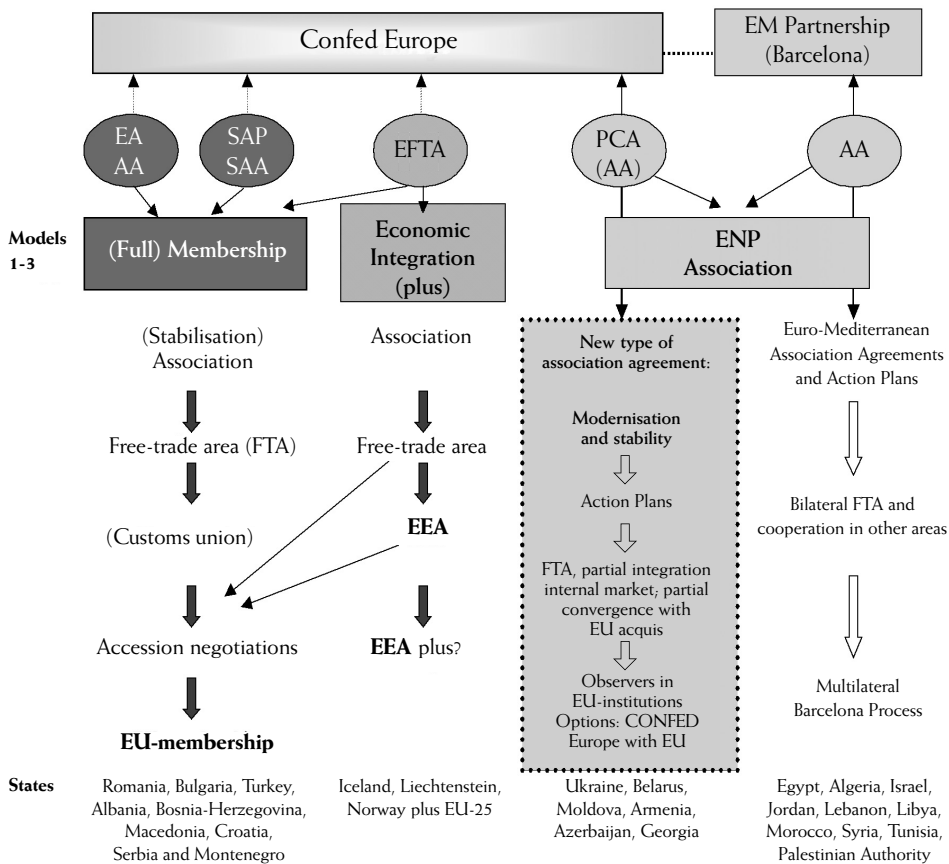 Confed Europe
EM Partnership
(Barcelona)
EA
AA
SAP
SAA
EFTA
PCA
(AA)
AA
Models
1-3
(Full) Membership
Economic
Integration
(plus)
ENP
Association
(Stabilisation)
Association
Free-trade area (FTA)
(Customs union)
Accession negotiations
EU-membership
Association
Free-trade area
EEA
EEA plus?
New type of
association agreement:
Modernisation
and stability
Action Plans
FTA, partial integration
internal market; partial
convergence with
EU acquis
Observers in
EU-institutions
Options: CONFED
Europe with EU
Euro-Mediterranean
Association Agreements
and Action Plans
Bilateral FTA and
cooperation in other areas
Multilateral
Barcelona Process
States
Romania, Bulgaria, Turkey,
Albania, Bosnia-Herzegovina,
Macedonia, Croatia,
Serbia and Montenegro
Iceland, Liechtenstein,
Norway plus EU-25
Ukraine, Belarus,
Moldova, Armenia,
Azerbaijan, Georgia
Egypt, Algeria, Israel,
Jordan, Lebanon, Libya,
Morocco, Syria, Tunisia,
Palestinian Authority